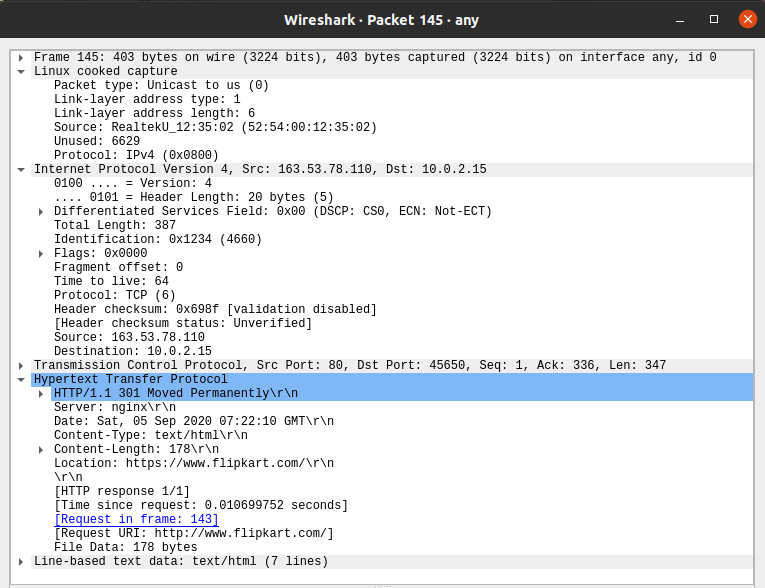 Wireshark · Packet 145 · any
Frame 145: 403 bytes on wire (3224 bits), 403 bytes captured (3224 bits) on interface any, id 0
Linux cooked capture
Packet type: Unicast to us (0)
Link-layer address type: 1
Link-layer address length: 6
Source: RealtekU_12:35:02 (52:54:00:12:35:02)
Unused: 6629
Protocol: IPv4 (0x0800)
Internet Protocol Version 4, Src: 163.53.78.110, Dst: 10.0.2.15
0100 .... = Version: 4
.... 0101 = Header Length: 20 bytes (5)
Differentiated Services Field: 0x00 (DSCP: CS0, ECN: Not-ECT)
Total Length: 387
Identification: 0x1234 (4660)
Flags: 0x0000
Fragment offset: 0
Time to live: 64
Protocol: TCP (6)
Header checksum: 0x698f [validation disabled]
[Header checksum status: Unverified]
Source: 163.53.78.110
Destination: 10.0.2.15
Transmission Control Protocol, Src Port: 80, Dst Port: 45650, Seq: 1, Ack: 336, Len: 347
Hypertext Transfer Protocol
HTTP/1.1 301 Moved Permanently\r\n
Server: nginx\r\n
Date: Sat, 05 Sep 2020 07:22:10 GMT\r\n
Content-Type: text/html\r\n
Content-Length: 178\r\n
Location: https://www.flipkart.com/\r\n
\r\n
[HTTP response 1/1]
[Time since request: 0.010699752 seconds]
[Request in frame: 143]
[Request URI: http://www.flipkart.com/]
File Data: 178 bytes
Line-based text data: text/html (7 lines)